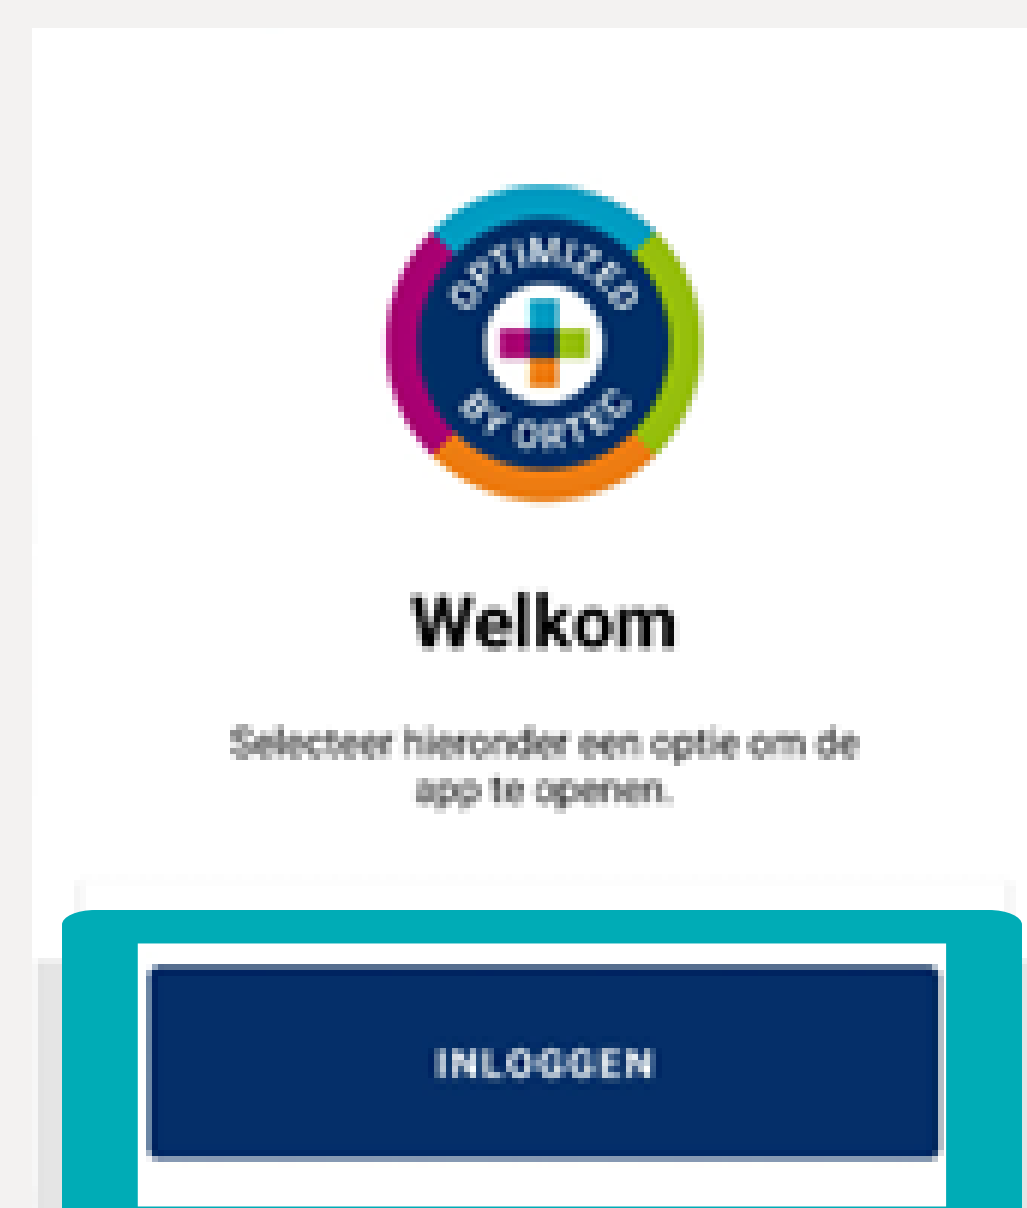 OPTIMIZED
BY ORTEC
Welkom
Selecteer hieronder een optie om de
app te openen.
INLOGGEN